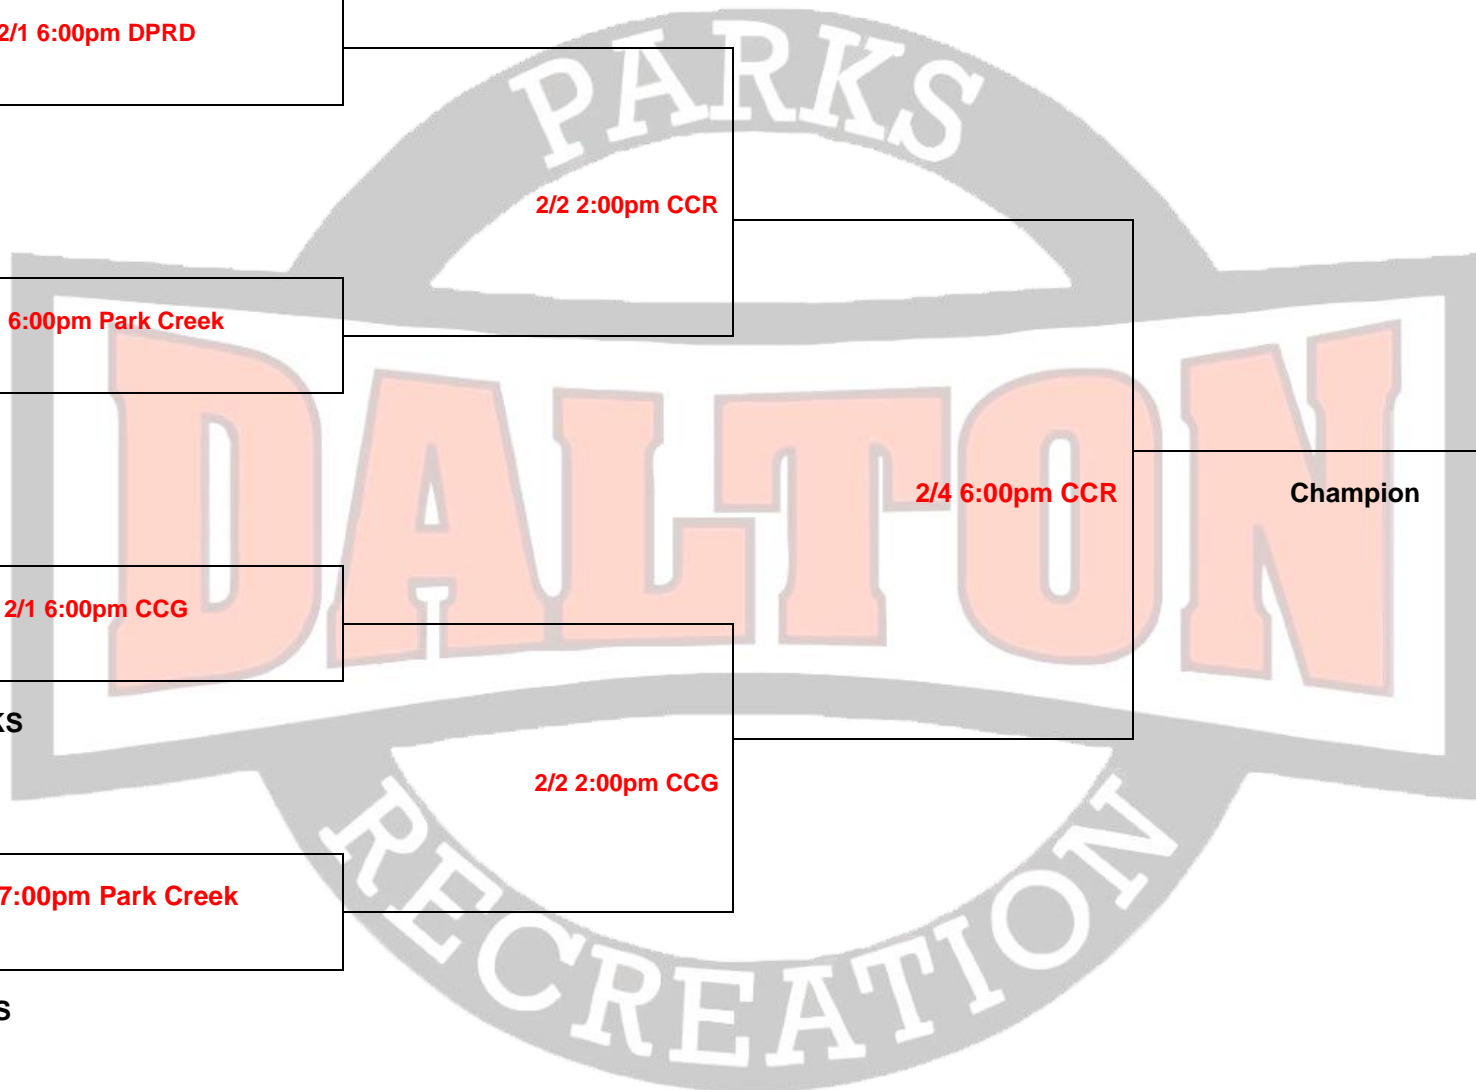 2/1 6:00pm DPRD
PARKS
2/2 2:00pm CCR
6:00pm Park Creek
DALTON
2/4 6:00pm CCR
Champion
2/1 6:00pm CCG
2/2 2:00pm CCG
7:00pm Park Creek
RECREATION